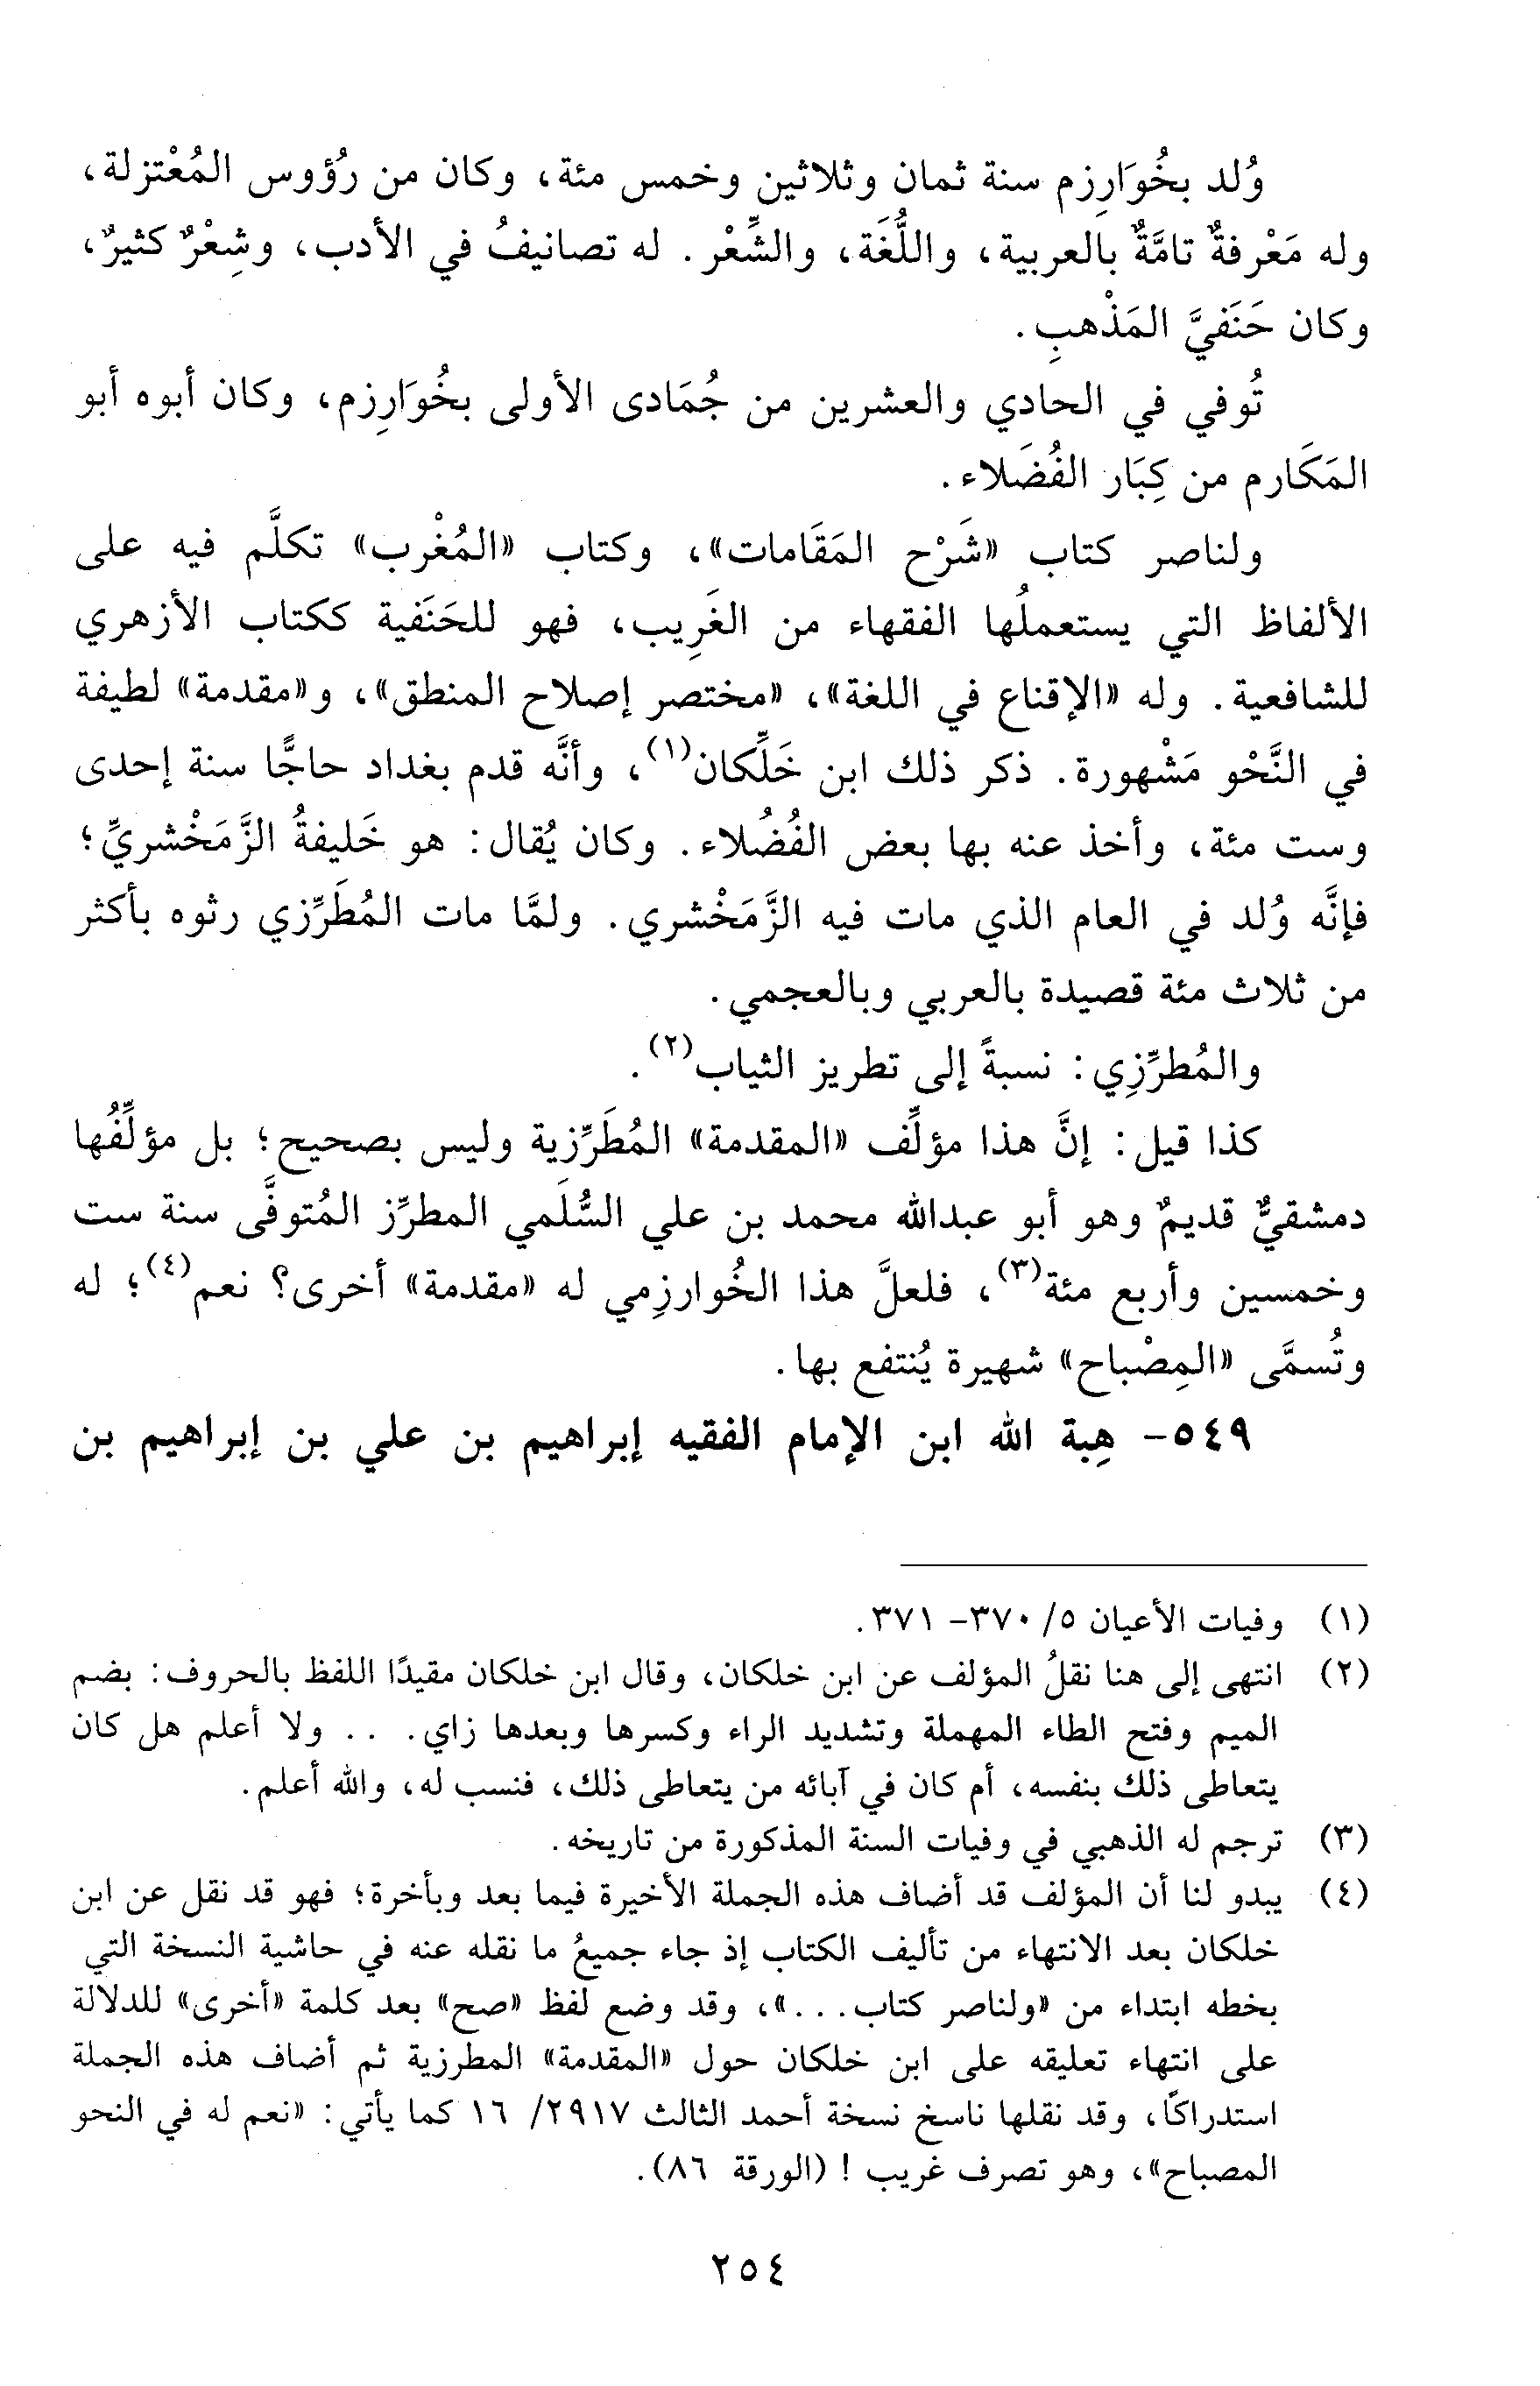 وُلد بخُوَارِزم سنة ثمان وثلاثين وخمس مئة، وكان من رُؤوس المُعْتزلة،
وله مَعْرفةٌ تامَّةٌ بالعربية، واللُّغَة، والشِّعْر. له تصانيفُ في الأدب، وشِعْرٌ كثيرٌ،
وكان حَنَفيَّ المَذْهبِ.
تُوفي في الحادي والعشرين من جُمَادى الأولى بخُوَارِزم، وكان أبوه أبو
المَكَارم من كِبَار الفُضَلاء.
ولناصر كتاب «شَرْح المَقَامات»، وكتاب «المُغْرب» تكلَّم فيه على
الألفاظ التي يستعملُها الفقهاء من الغَرِيب، فهو للحَنَفية ككتاب الأزهري
للشافعية. وله «الإقناع في اللغة»، «مختصر إصلاح المنطق»، و«مقدمة» لطيفة
في النَّحْو مَشْهورة. ذكر ذلك ابن خَلِّكان(١)، وأنَّه قدم بغداد حاجًّا سنة إحدى
وست مئة، وأخذ عنه بها بعض الفُضُلاء. وكان يُقال: هو خَليفةُ الزَّمَخْشريِّ؛
فإنَّه وُلد في العام الذي مات فيه الزَّمَخْشري. ولمَّا مات المُطَرِّزي رثوه بأكثر
من ثلاث مئة قصيدة بالعربي وبالعجمي.
والمُطرِّزِي: نسبةً إلى تطريز الثياب(٢).
كذا قيل: إنَّ هذا مؤلِّف «المقدمة» المُطَرِّزية وليس بصحيح؛ بل مؤلِّفُها
دمشقيٌّ قديمٌ وهو أبو عبدالله محمد بن علي السُّلَمي المطرِّز المُتوفَّى سنة ست
وخمسين وأربع مئة(٣)، فلعلَّ هذا الخُوارزِمي له «مقدمة» أخرى؟ نعم(٤)؛ له
وتُسمَّى «المِصْباح» شهيرة يُنتفع بها.
٥٤٩- هِبة الله ابن الإمام الفقيه إبراهيم بن علي بن إبراهيم بن
(١) وفيات الأعيان ٥/ ٣٧٠- ٣٧١.
(٢) انتهى إلى هنا نقلُ المؤلف عن ابن خلكان، وقال ابن خلكان مقيدًا اللفظ بالحروف: بضم
الميم وفتح الطاء المهملة وتشديد الراء وكسرها وبعدها زاي. . . ولا أعلم هل كان
يتعاطى ذلك بنفسه، أم كان في آبائه من يتعاطى ذلك، فنسب له، والله أعلم.
(٣) ترجم له الذهبي في وفيات السنة المذكورة من تاريخه.
(٤) يبدو لنا أن المؤلف قد أضاف هذه الجملة الأخيرة فيما بعد وبأخرة؛ فهو قد نقل عن ابن
خلكان بعد الانتهاء من تأليف الكتاب إذ جاء جميعُ ما نقله عنه في حاشية النسخة التي
بخطه ابتداء من «ولناصر كتاب. . .»، وقد وضع لفظ «صح» بعد كلمة «أخرى» للدلالة
على انتهاء تعليقه على ابن خلكان حول «المقدمة» المطرزية ثم أضاف هذه الجملة
استدراكًا، وقد نقلها ناسخ نسخة أحمد الثالث ٢٩١٧/ ١٦ كما يأتي: «نعم له في النحو
المصباح»، وهو تصرف غريب ! (الورقة ٨٦).
٢٥٤